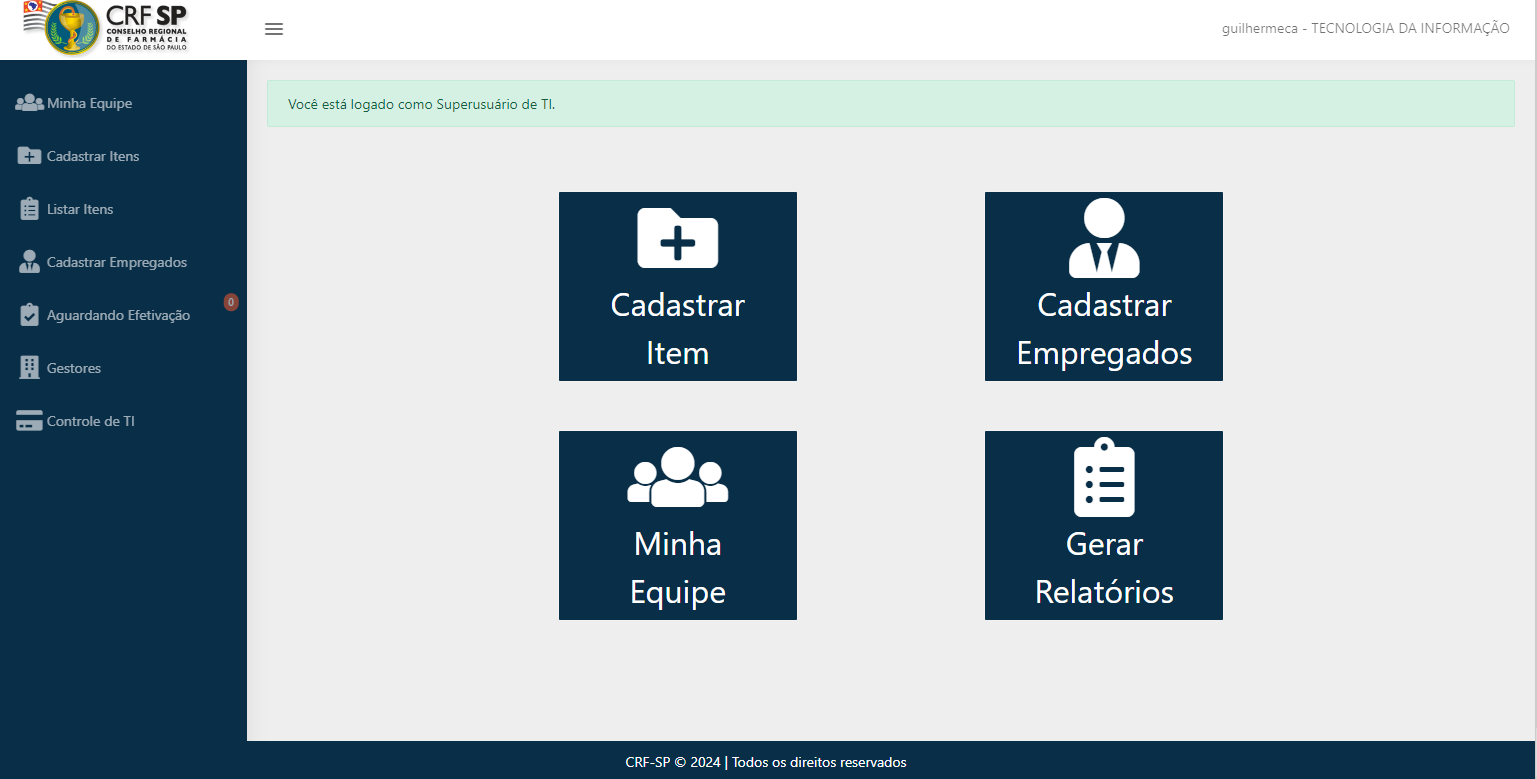 CRF SP
CONSELHO REGIONAL
DE FARMÁCIA
DO ESTADO DE SÃO PAULO
guilhermeca - TECNOLOGIA DA INFORMAÇÃO
Minha Equipe
Cadastrar Itens
Listar Itens
Cadastrar Empregados
Aguardando Efetivação
0
Gestores
Controle de TI
Você está logado como Superusuário de TI.
Cadastrar
Item
Cadastrar
Empregados
Minha
Equipe
Gerar
Relatórios
CRF-SP © 2024 | Todos os direitos reservados